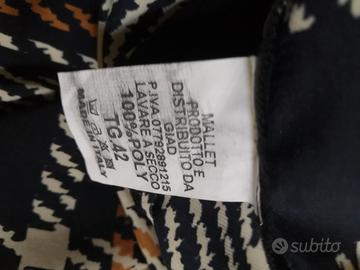 MALLET
PRODOTTO E
DISTRIBUITO DA
GIAD
P.IVA.07792891215
LAVARE A SECCO
100%POLY
TG 42
MADE IN ITALY
subito